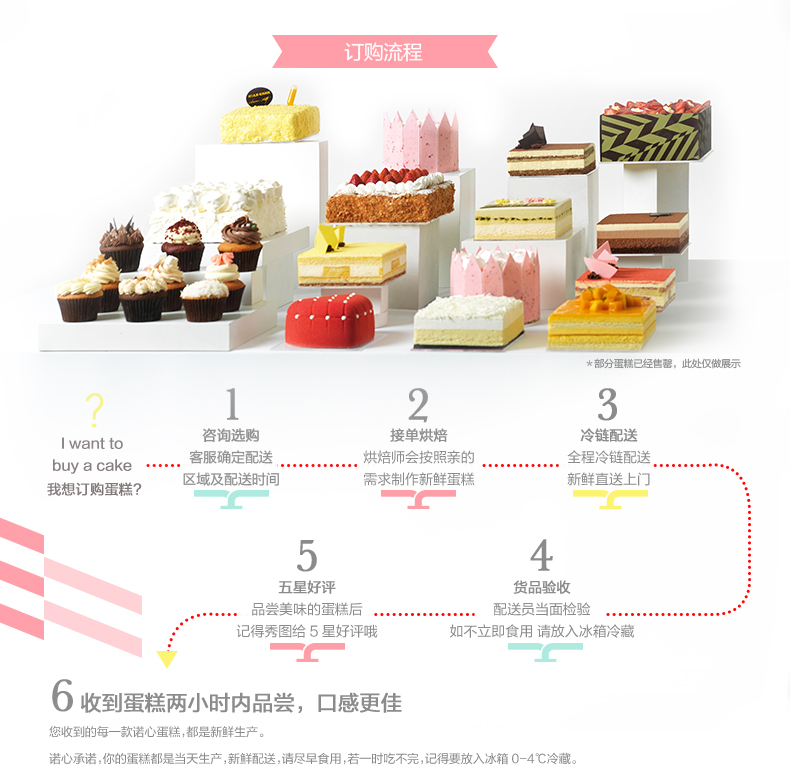 订购流程
*部分蛋糕已经售罄，此处仅做展示
?
I want to
buy a cake
我想订购蛋糕?
1
咨询选购
客服确定配送
区域及配送时间
2
接单烘焙
烘焙师会按照亲的
需求制作新鲜蛋糕
3
冷链配送
全程冷链配送
新鲜直送上门
4
货品验收
配送员当面检验
如不立即食用 请放入冰箱冷藏
5
五星好评
品尝美味的蛋糕后
记得秀图给 5 星好评哦
6 收到蛋糕两小时内品尝，口感更佳
您收到的每一款诺心蛋糕,都是新鲜生产。
诺心承诺,你的蛋糕都是当天生产,新鲜配送,请尽早食用,若一时吃不完,记得要放入冰箱 0-4℃冷藏。